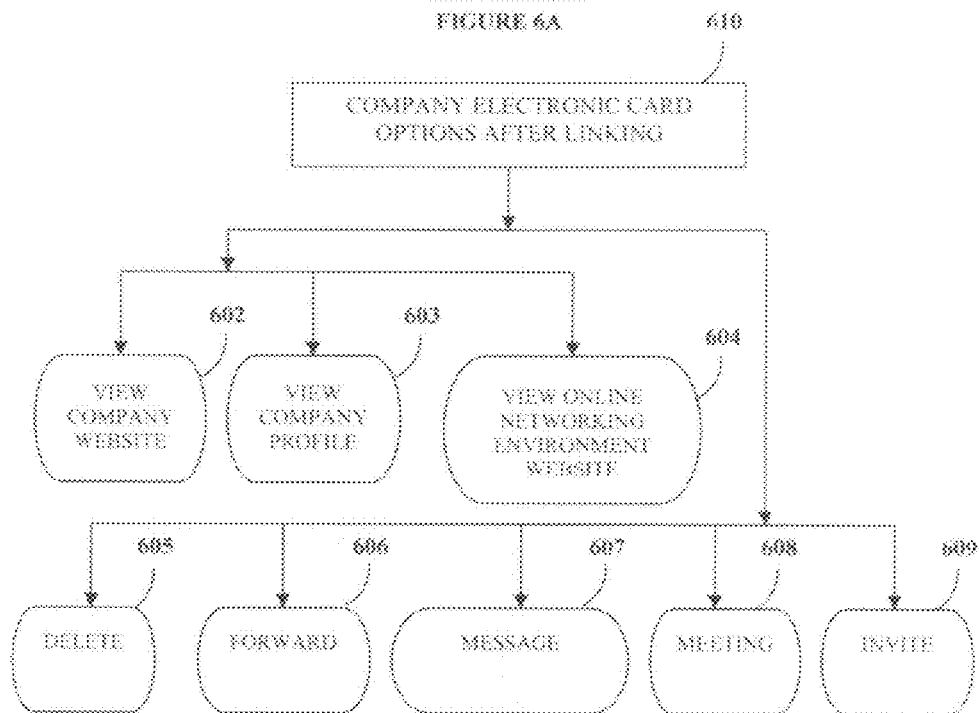 FIGURE 6A
610
COMPANY ELECTRONIC CARD
OPTIONS AFTER LINKING
602
603
604
VIEW
COMPANY
WEBSITE
VIEW
COMPANY
PROFILE
VIEW ONLINE
NETWORKING
ENVIRONMENT
WEBSITE
605
606
607
608
609
DELETE
FORWARD
MESSAGE
MEETING
INVITE